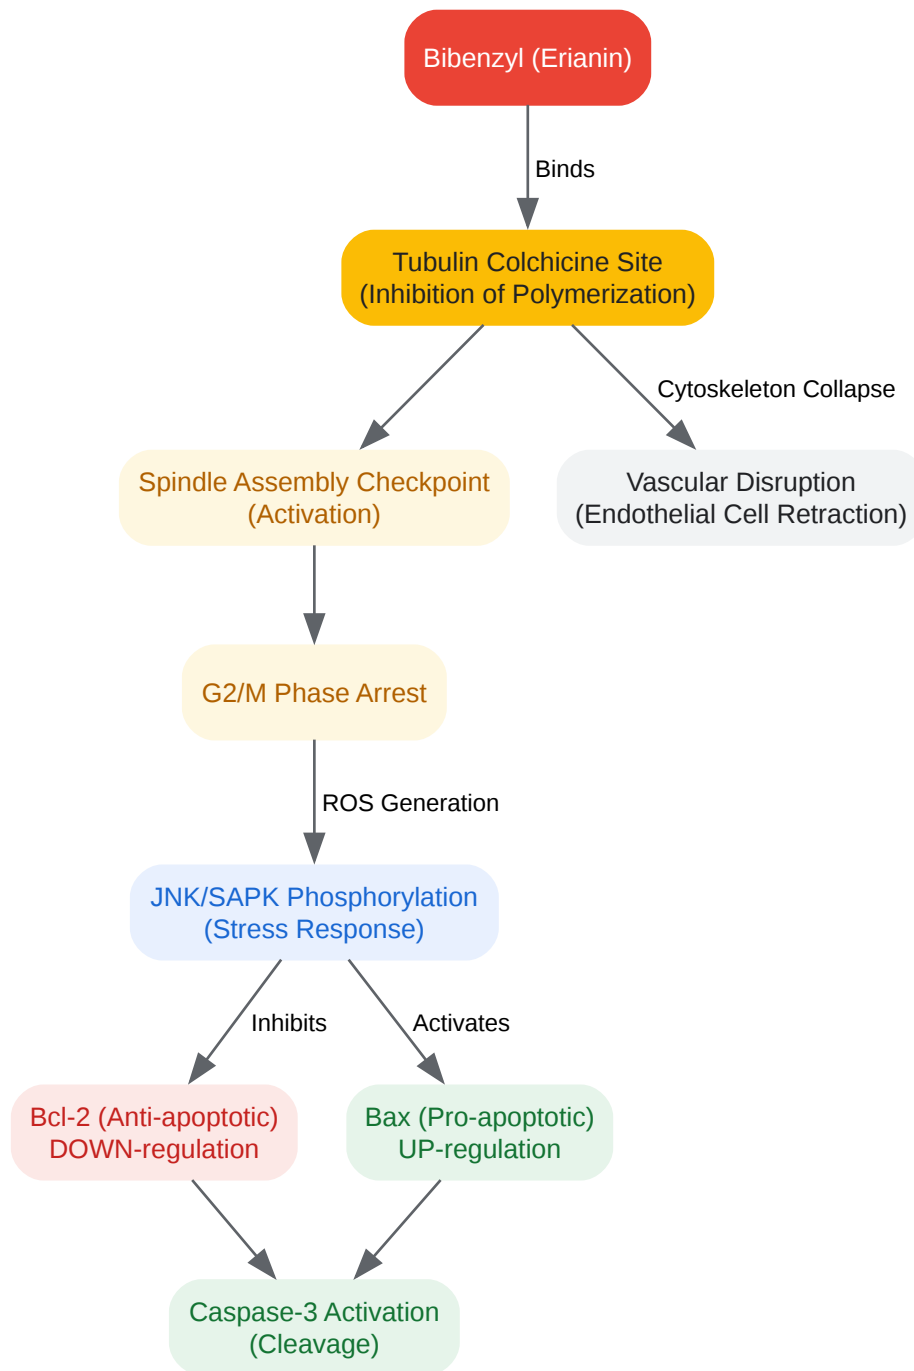 Bibenzyl (Erianin)
Binds
Tubulin Colchicine Site
(Inhibition of Polymerization)
Cytoskeleton Collapse
Spindle Assembly Checkpoint
(Activation)
Vascular Disruption
(Endothelial Cell Retraction)
G2/M Phase Arrest
ROS Generation
JNK/SAPK Phosphorylation
(Stress Response)
Inhibits
Activates
Bcl-2 (Anti-apoptotic)
DOWN-regulation
Bax (Pro-apoptotic)
UP-regulation
Caspase-3 Activation
(Cleavage)